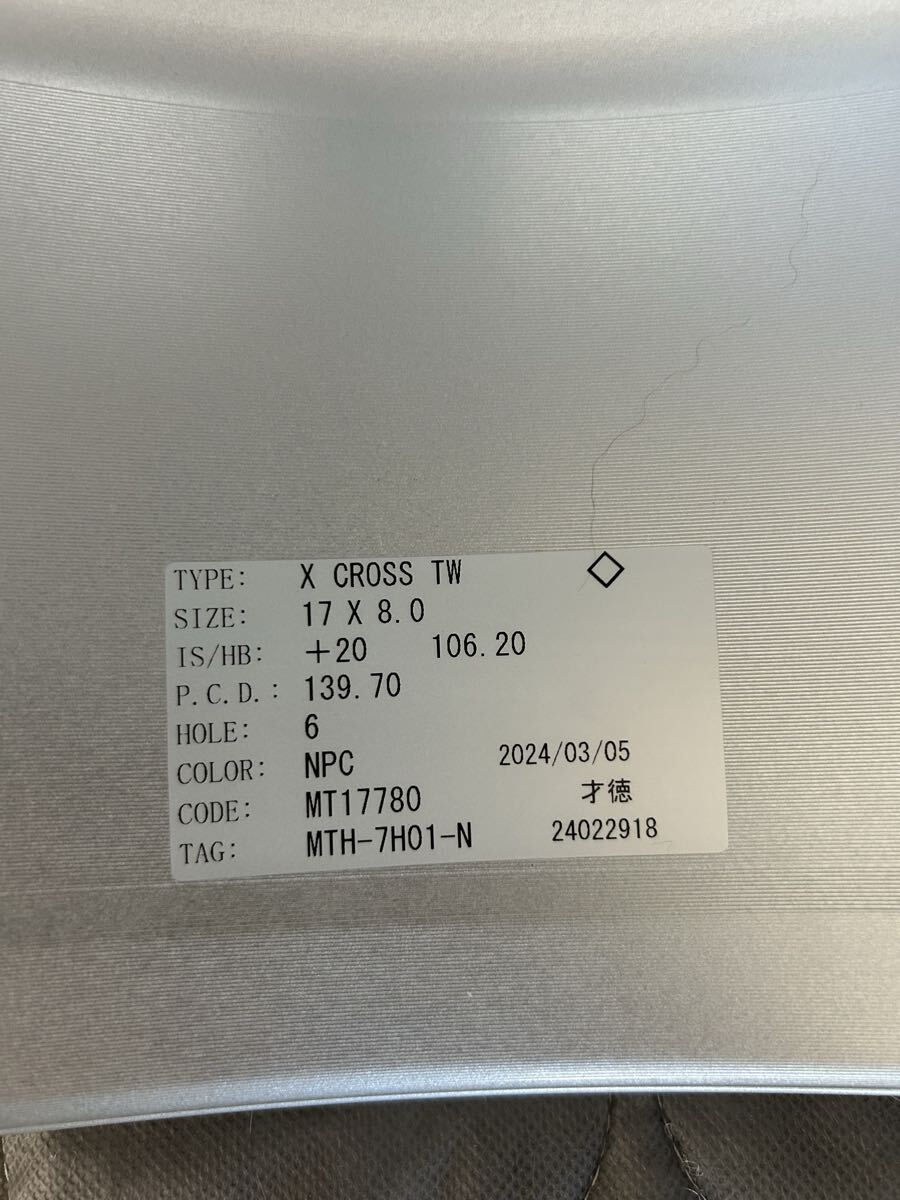 TYPE: X CROSS TW
SIZE: 17 X 8.0
IS/HB: +20 106.20
P.C.D.: 139.70
HOLE: 6
COLOR: NPC 2024/03/05
CODE: MT17780 才徳
TAG: MTH-7H01-N 24022918